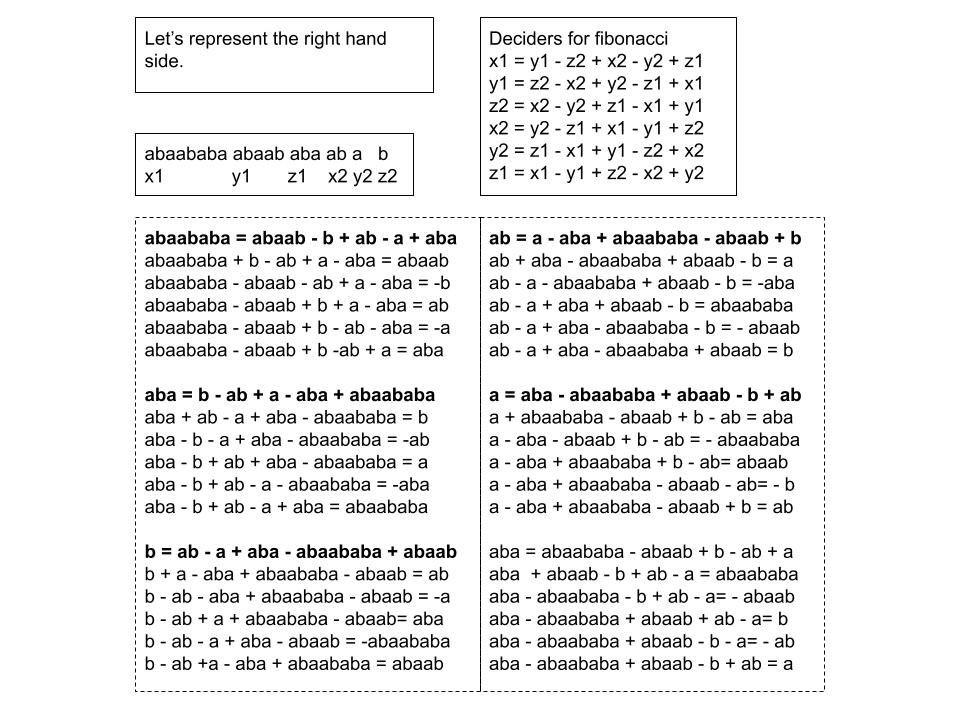 Let’s represent the right hand
side.
Deciders for fibonacci
x1 = y1 - z2 + x2 - y2 + z1
y1 = z2 - x2 + y2 - z1 + x1
z2 = x2 - y2 + z1 - x1 + y1
x2 = y2 - z1 + x1 - y1 + z2
y2 = z1 - x1 + y1 - z2 + x2
z1 = x1 - y1 + z2 - x2 + y2
abaababa abaab aba ab a b
x1 y1 z1 x2 y2 z2
abaababa = abaab - b + ab - a + aba
abaababa + b - ab + a - aba = abaab
abaababa - abaab - ab + a - aba = -b
abaababa - abaab + b + a - aba = ab
abaababa - abaab + b - ab - aba = -a
abaababa - abaab + b -ab + a = aba
aba = b - ab + a - aba + abaababa
aba + ab - a + aba - abaababa = b
aba - b - a + aba - abaababa = -ab
aba - b + ab + aba - abaababa = a
aba - b + ab - a - abaababa = -aba
aba - b + ab - a + aba = abaababa
b = ab - a + aba - abaababa + abaab
b + a - aba + abaababa - abaab = ab
b - ab - aba + abaababa - abaab = -a
b - ab + a + abaababa - abaab= aba
b - ab - a + aba - abaab = -abaababa
b - ab +a - aba + abaababa = abaab
ab = a - aba + abaababa - abaab + b
ab + aba - abaababa + abaab - b = a
ab - a - abaababa + abaab - b = -aba
ab - a + aba + abaab - b = abaababa
ab - a + aba - abaababa - b = - abaab
ab - a + aba - abaababa + abaab = b
a = aba - abaababa + abaab - b + ab
a + abaababa - abaab + b - ab = aba
a - aba - abaab + b - ab = - abaababa
a - aba + abaababa + b - ab= abaab
a - aba + abaababa - abaab - ab= - b
a - aba + abaababa - abaab + b = ab
aba = abaababa - abaab + b - ab + a
aba + abaab - b + ab - a = abaababa
aba - abaababa - b + ab - a= - abaab
aba - abaababa + abaab + ab - a= b
aba - abaababa + abaab - b - a= - ab
aba - abaababa + abaab - b + ab = a